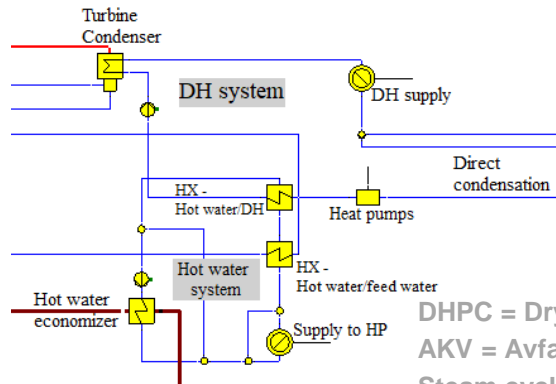 Turbine
Condenser
DH system
DH supply
Direct
condensation
HX -
Hot water/DH
Heat pumps
Hot water
system
HX -
Hot water/feed water
Hot water
economizer
Supply to HP
DHPC = Dry
AKV = Avfa